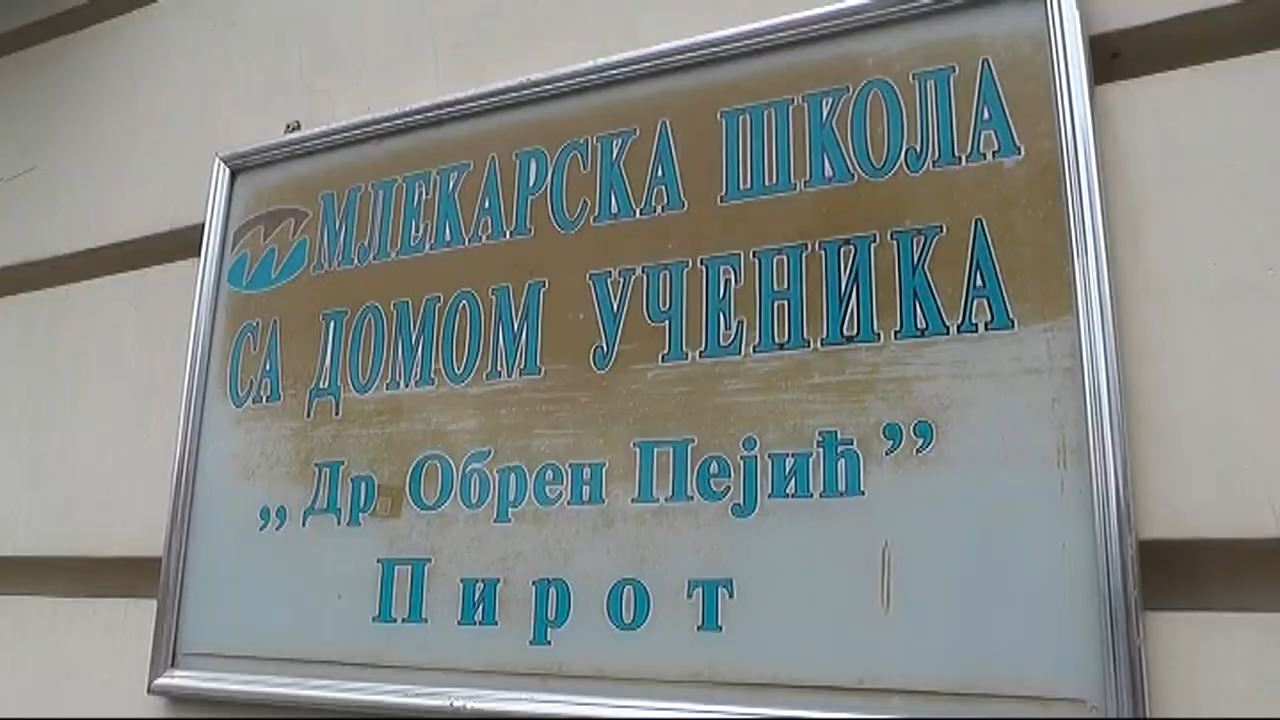 МЛЕКАРСКА ШКОЛА
СА ДОМОМ УЧЕНИКА
,,Др. Обрен Пејић”
Пирот